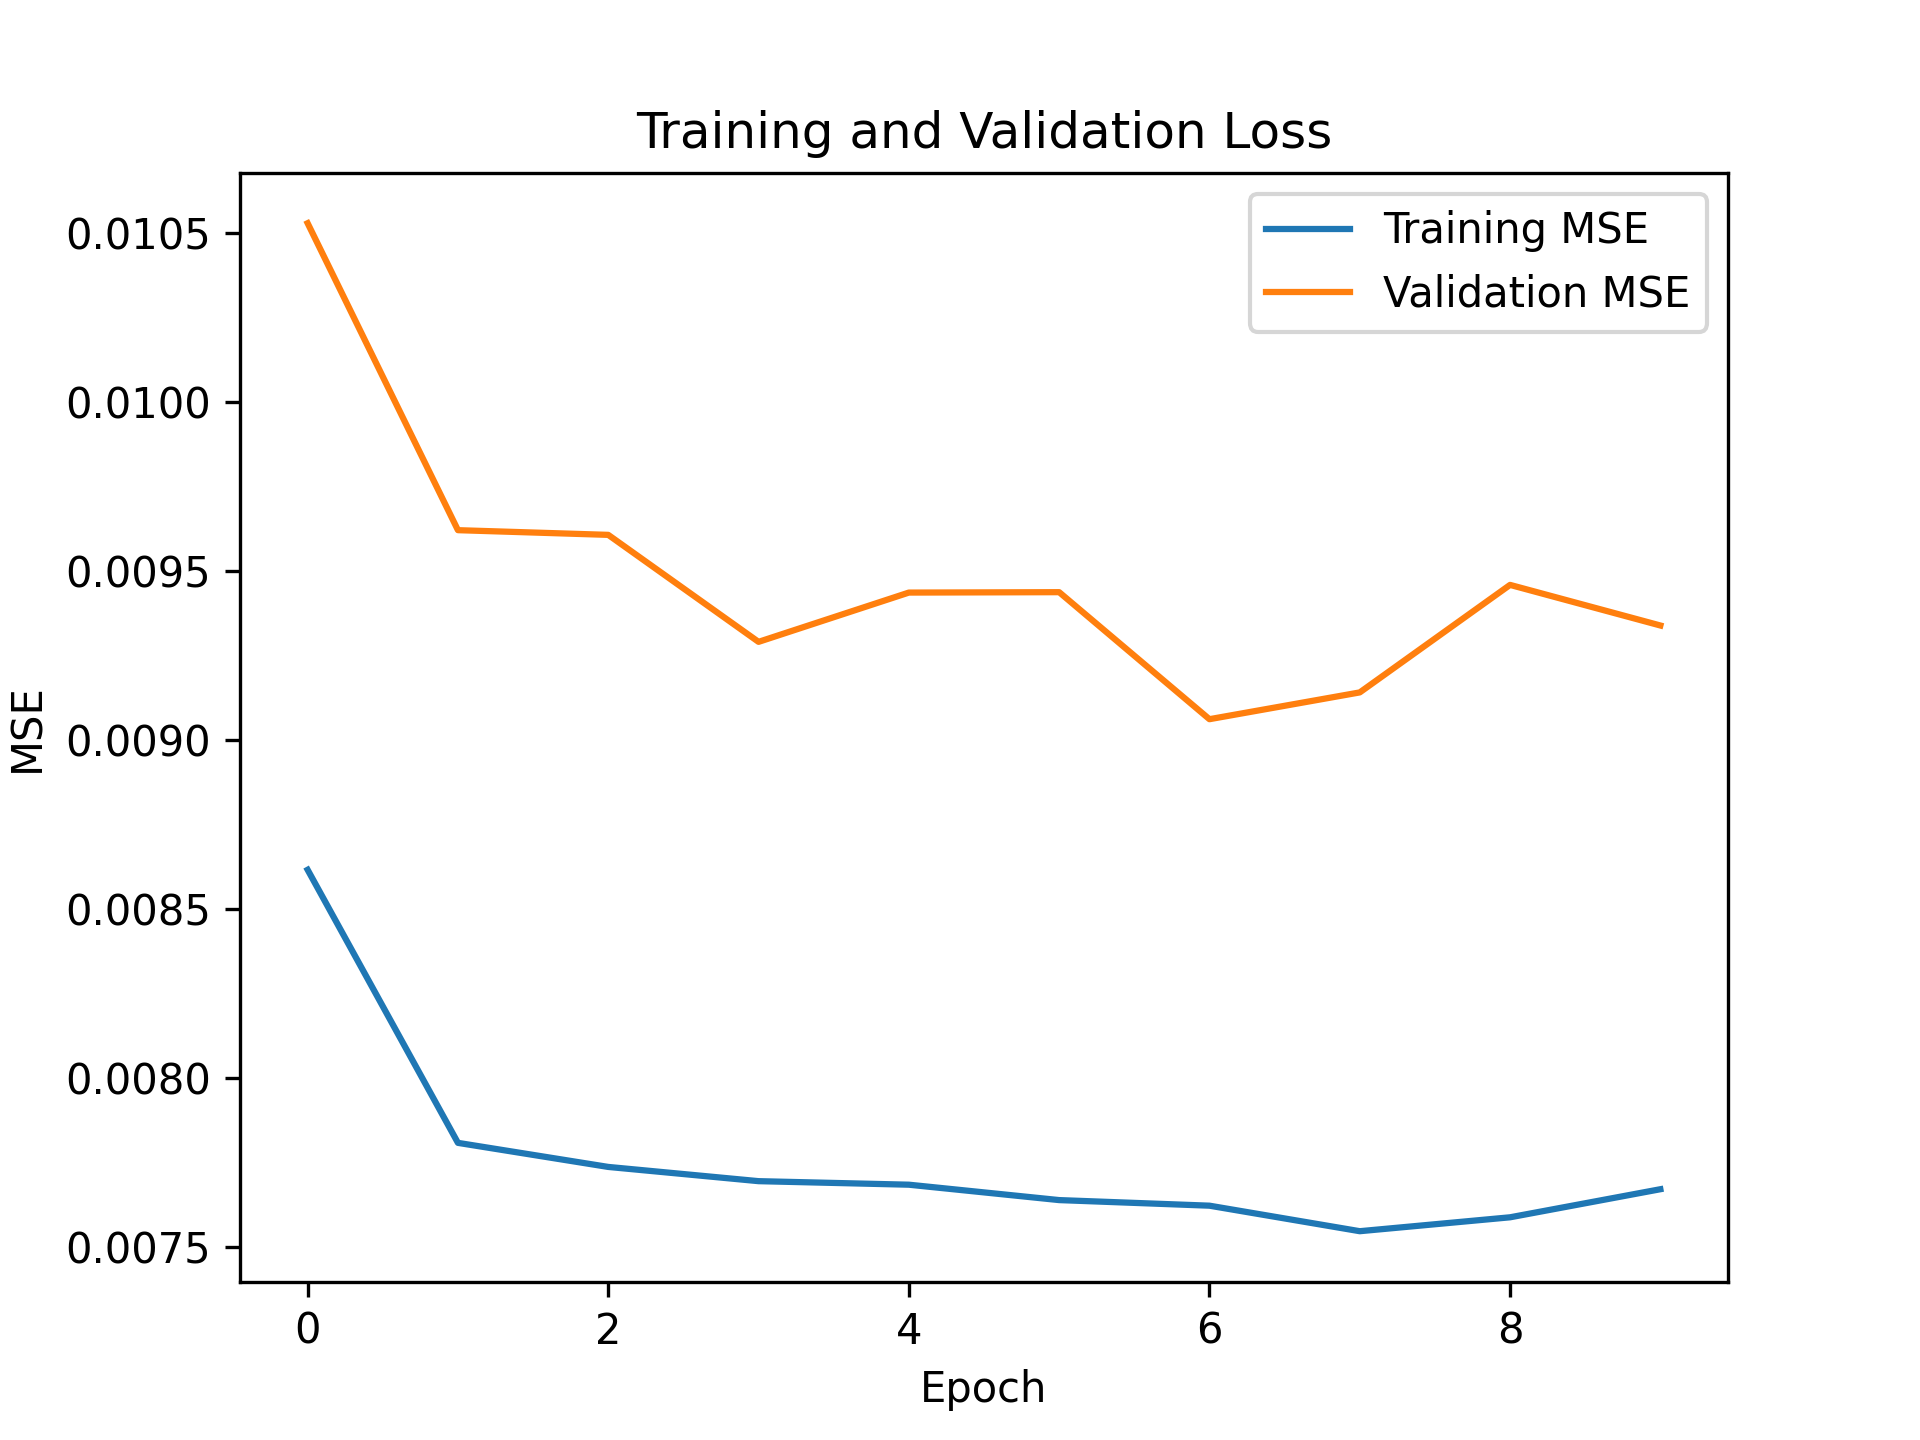 Training and Validation Loss
Training MSE
Validation MSE
0.0105
0.0100
0.0095
0.0090
0.0085
0.0080
0.0075
MSE
0 2 4 6 8
Epoch